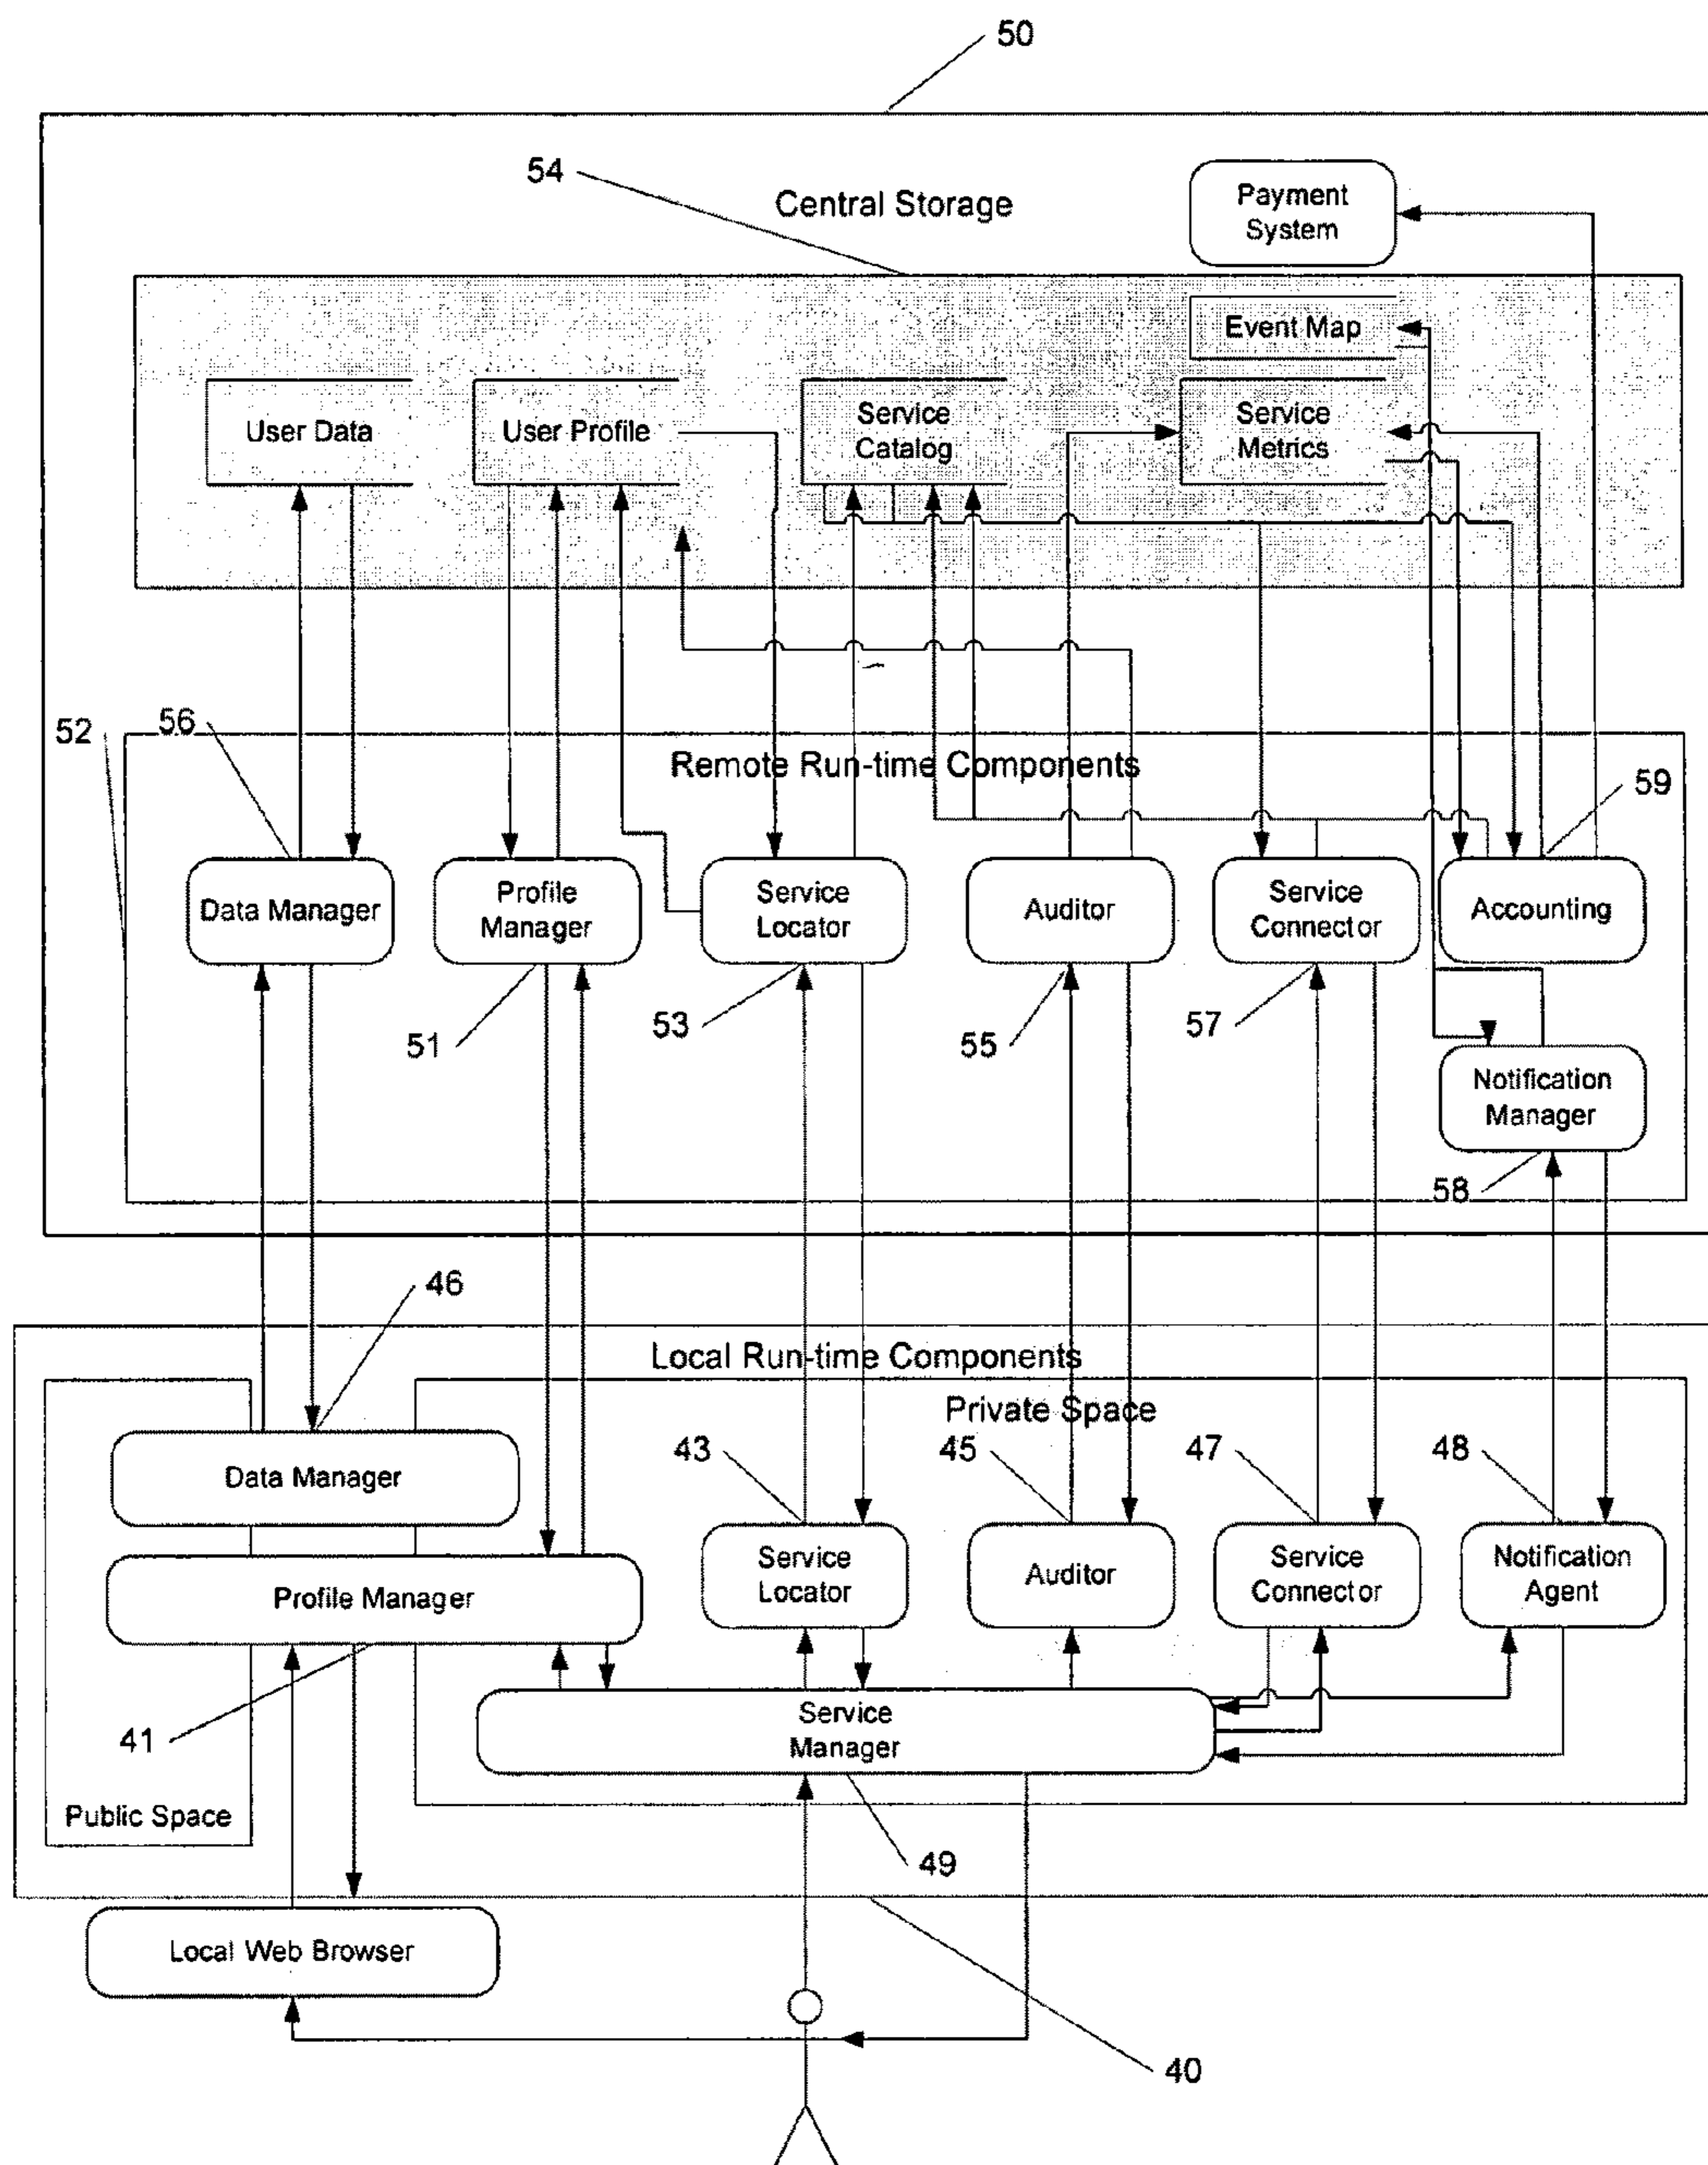 50
54
Central Storage
Payment
System
Event Map
User Data
User Profile
Service
Catalog
Service
Metrics
52
56
Remote Run-time Components
59
Data Manager
Profile
Manager
Service
Locator
Auditor
Service
Connector
Accounting
51
53
55
57
Notification
Manager
58
46
Local Run-time Components
Private Space
43
45
47
48
Data Manager
Service
Locator
Auditor
Service
Connector
Notification
Agent
Profile Manager
41
Service
Manager
Public Space
49
Local Web Browser
40